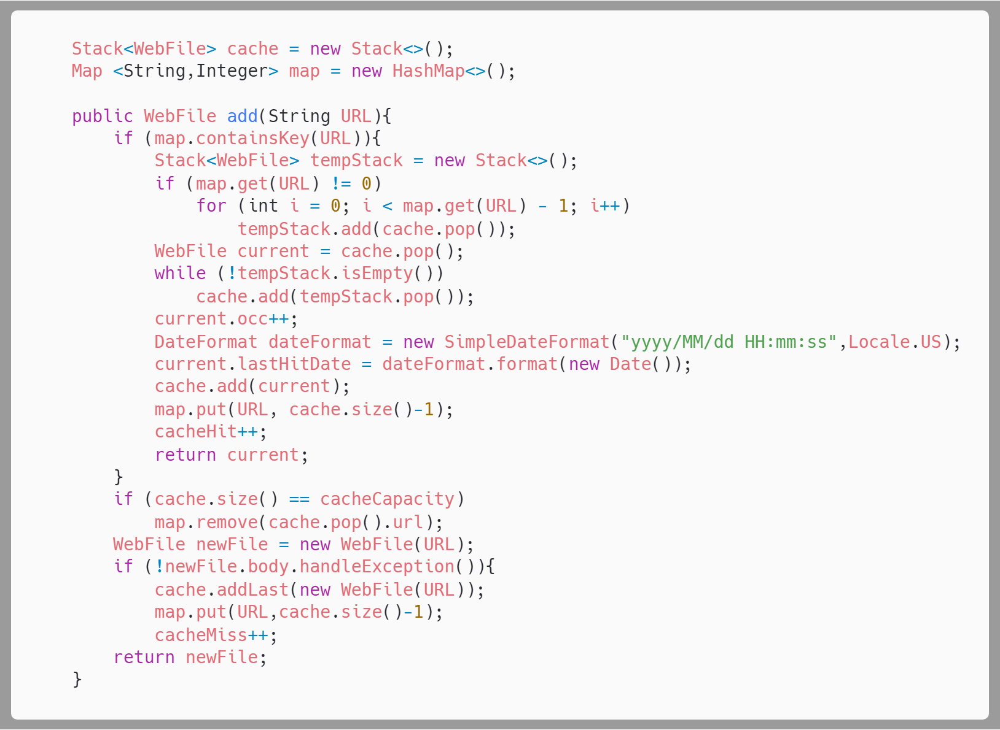 Stack<WebFile> cache = new Stack<>();
Map <String,Integer> map = new HashMap<>();
public WebFile add(String URL){
if (map.containsKey(URL)){
Stack<WebFile> tempStack = new Stack<>();
if (map.get(URL) != 0)
for (int i = 0; i < map.get(URL) - 1; i++)
tempStack.add(cache.pop());
WebFile current = cache.pop();
while (!tempStack.isEmpty())
cache.add(tempStack.pop());
current.occ++;
DateFormat dateFormat = new SimpleDateFormat("yyyy/MM/dd HH:mm:ss",Locale.US);
current.lastHitDate = dateFormat.format(new Date());
cache.add(current);
map.put(URL, cache.size()-1);
cacheHit++;
return current;
}
if (cache.size() == cacheCapacity)
map.remove(cache.pop().url);
WebFile newFile = new WebFile(URL);
if (!newFile.body.handleException()){
cache.addLast(new WebFile(URL));
map.put(URL,cache.size()-1);
cacheMiss++;
return newFile;
}